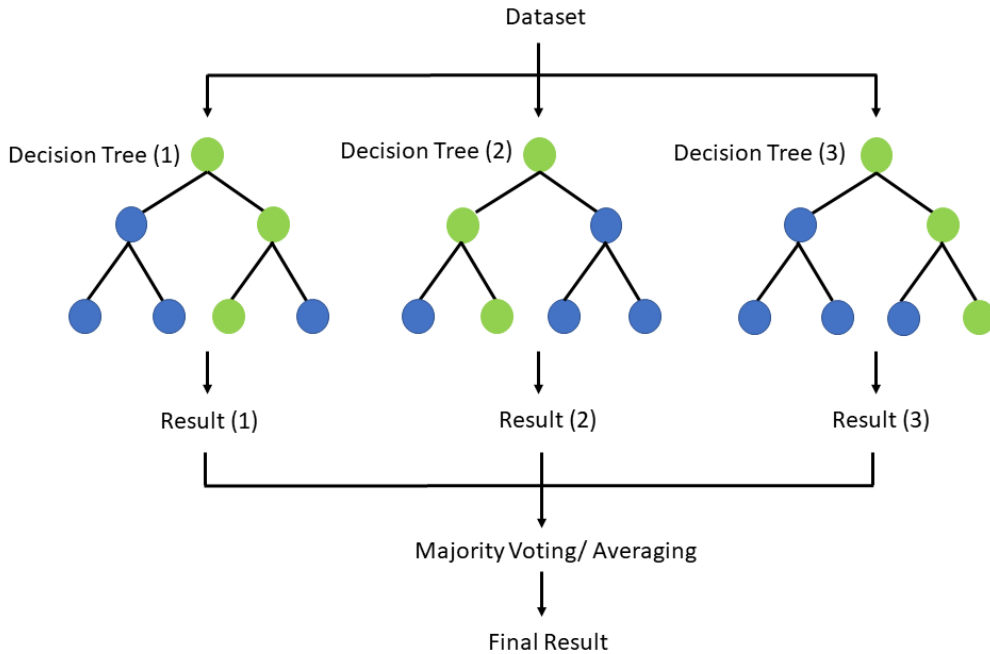 Dataset
Decision Tree (1)
Decision Tree (2)
Decision Tree (3)
Result (1)
Result (2)
Result (3)
Majority Voting/ Averaging
Final Result